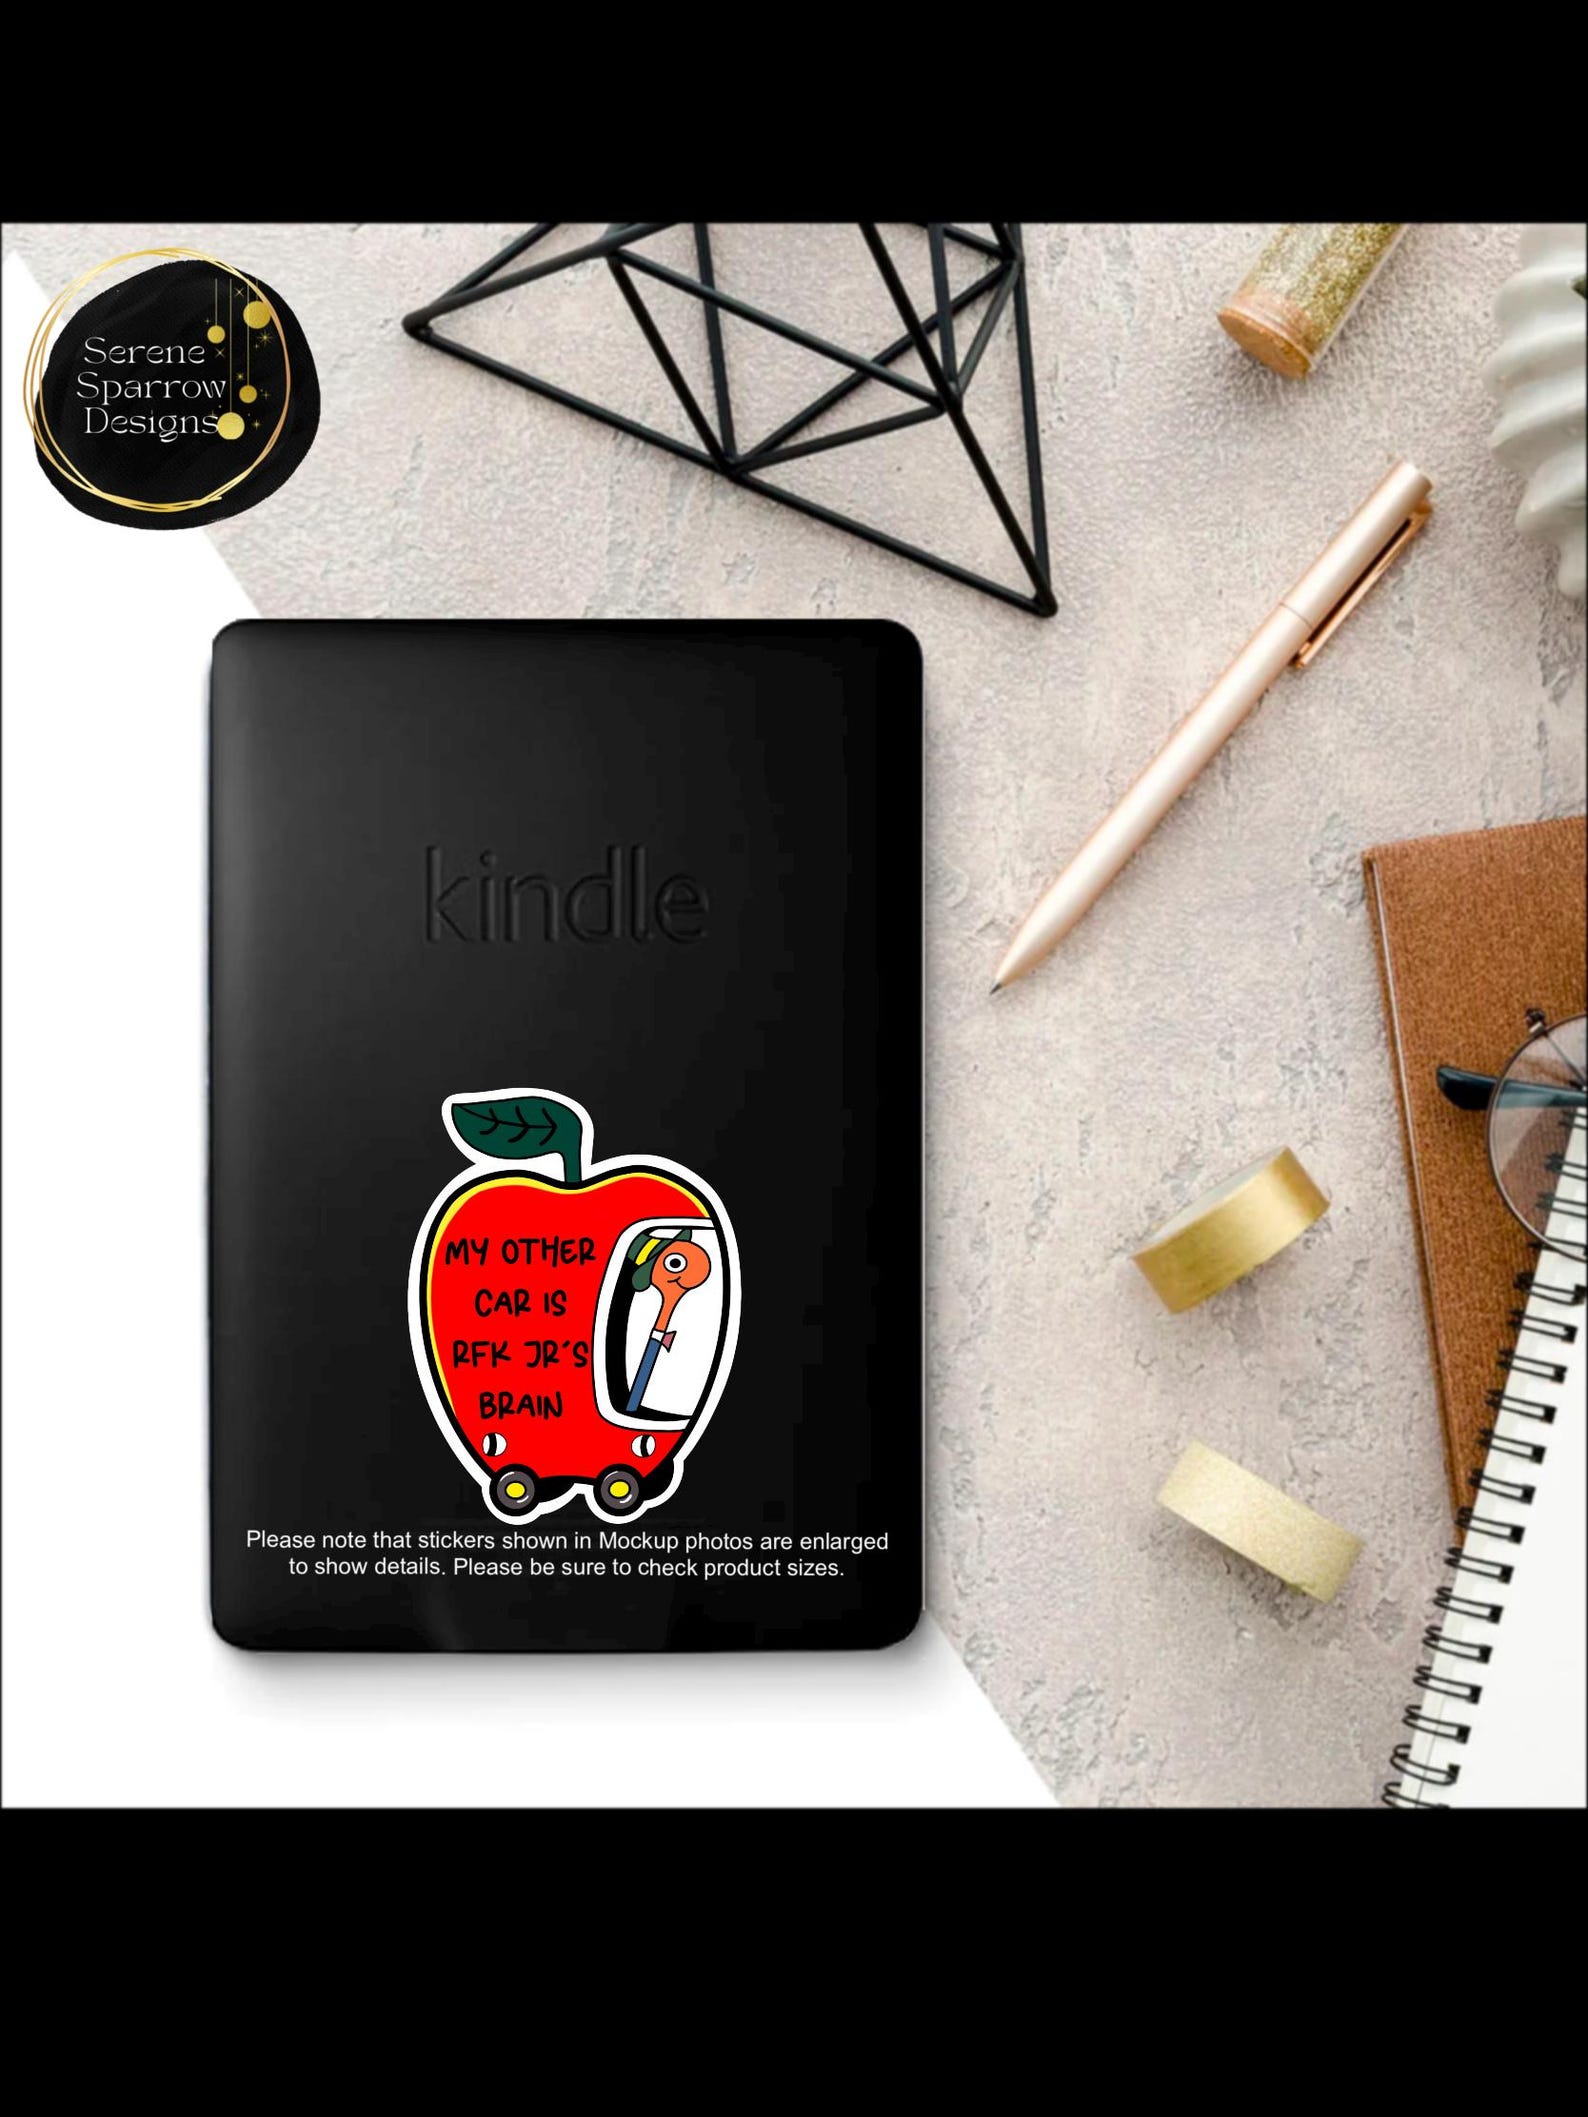 Serene
Sparrow
Designs
kindle
MY OTHER
CAR IS
RFK JR'S
BRAIN
Please note that stickers shown in Mockup photos are enlarged
to show details. Please be sure to check product sizes.